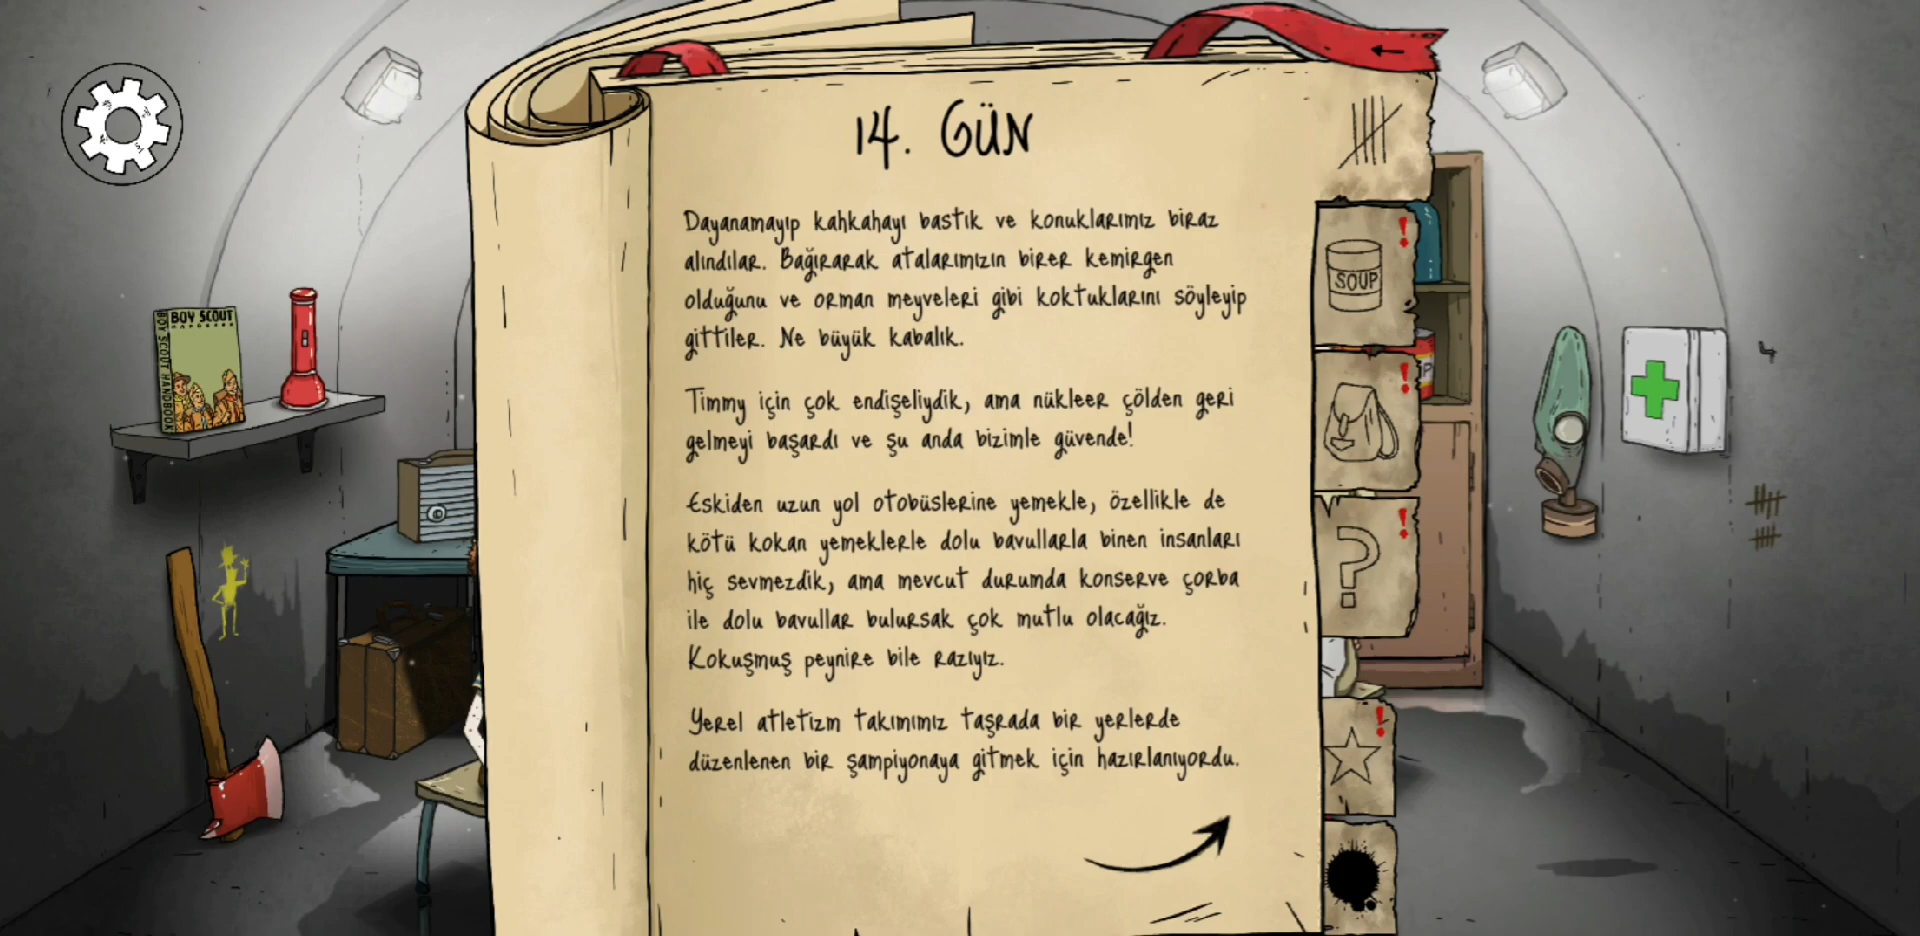 14. GÜN
Dayanamayıp kahkahayı bastık ve konuklarımız biraz
alındılar. Bağırarak atalarımızın birer kemirgen
olduğunu ve orman meyveleri gibi koktuklarını söyleyip
gittiler. Ne büyük kabalık.
Timmy için çok endişeliydik, ama nükleer çölden geri
gelmeyi başardı ve şu anda bizimle güvende!
Eskiden uzun yol otobüslerine yemekle, özellikle de
kötü kokan yemeklerle dolu bavullarla binen insanları
hiç sevmezdik, ama mevcut durumda konserve çorba
ile dolu bavullar bulursak çok mutlu olacağız.
Kokuşmuş peynire bile razıyız.
Yerel atletizm takımımız taşrada bir yerlerde
düzenlenen bir şampiyonaya gitmek için hazırlanıyordu.
SOUP
!
!
!
!
?
BOY SCOUT
HANDBOOK
BOY SCOUT HANDBOOK